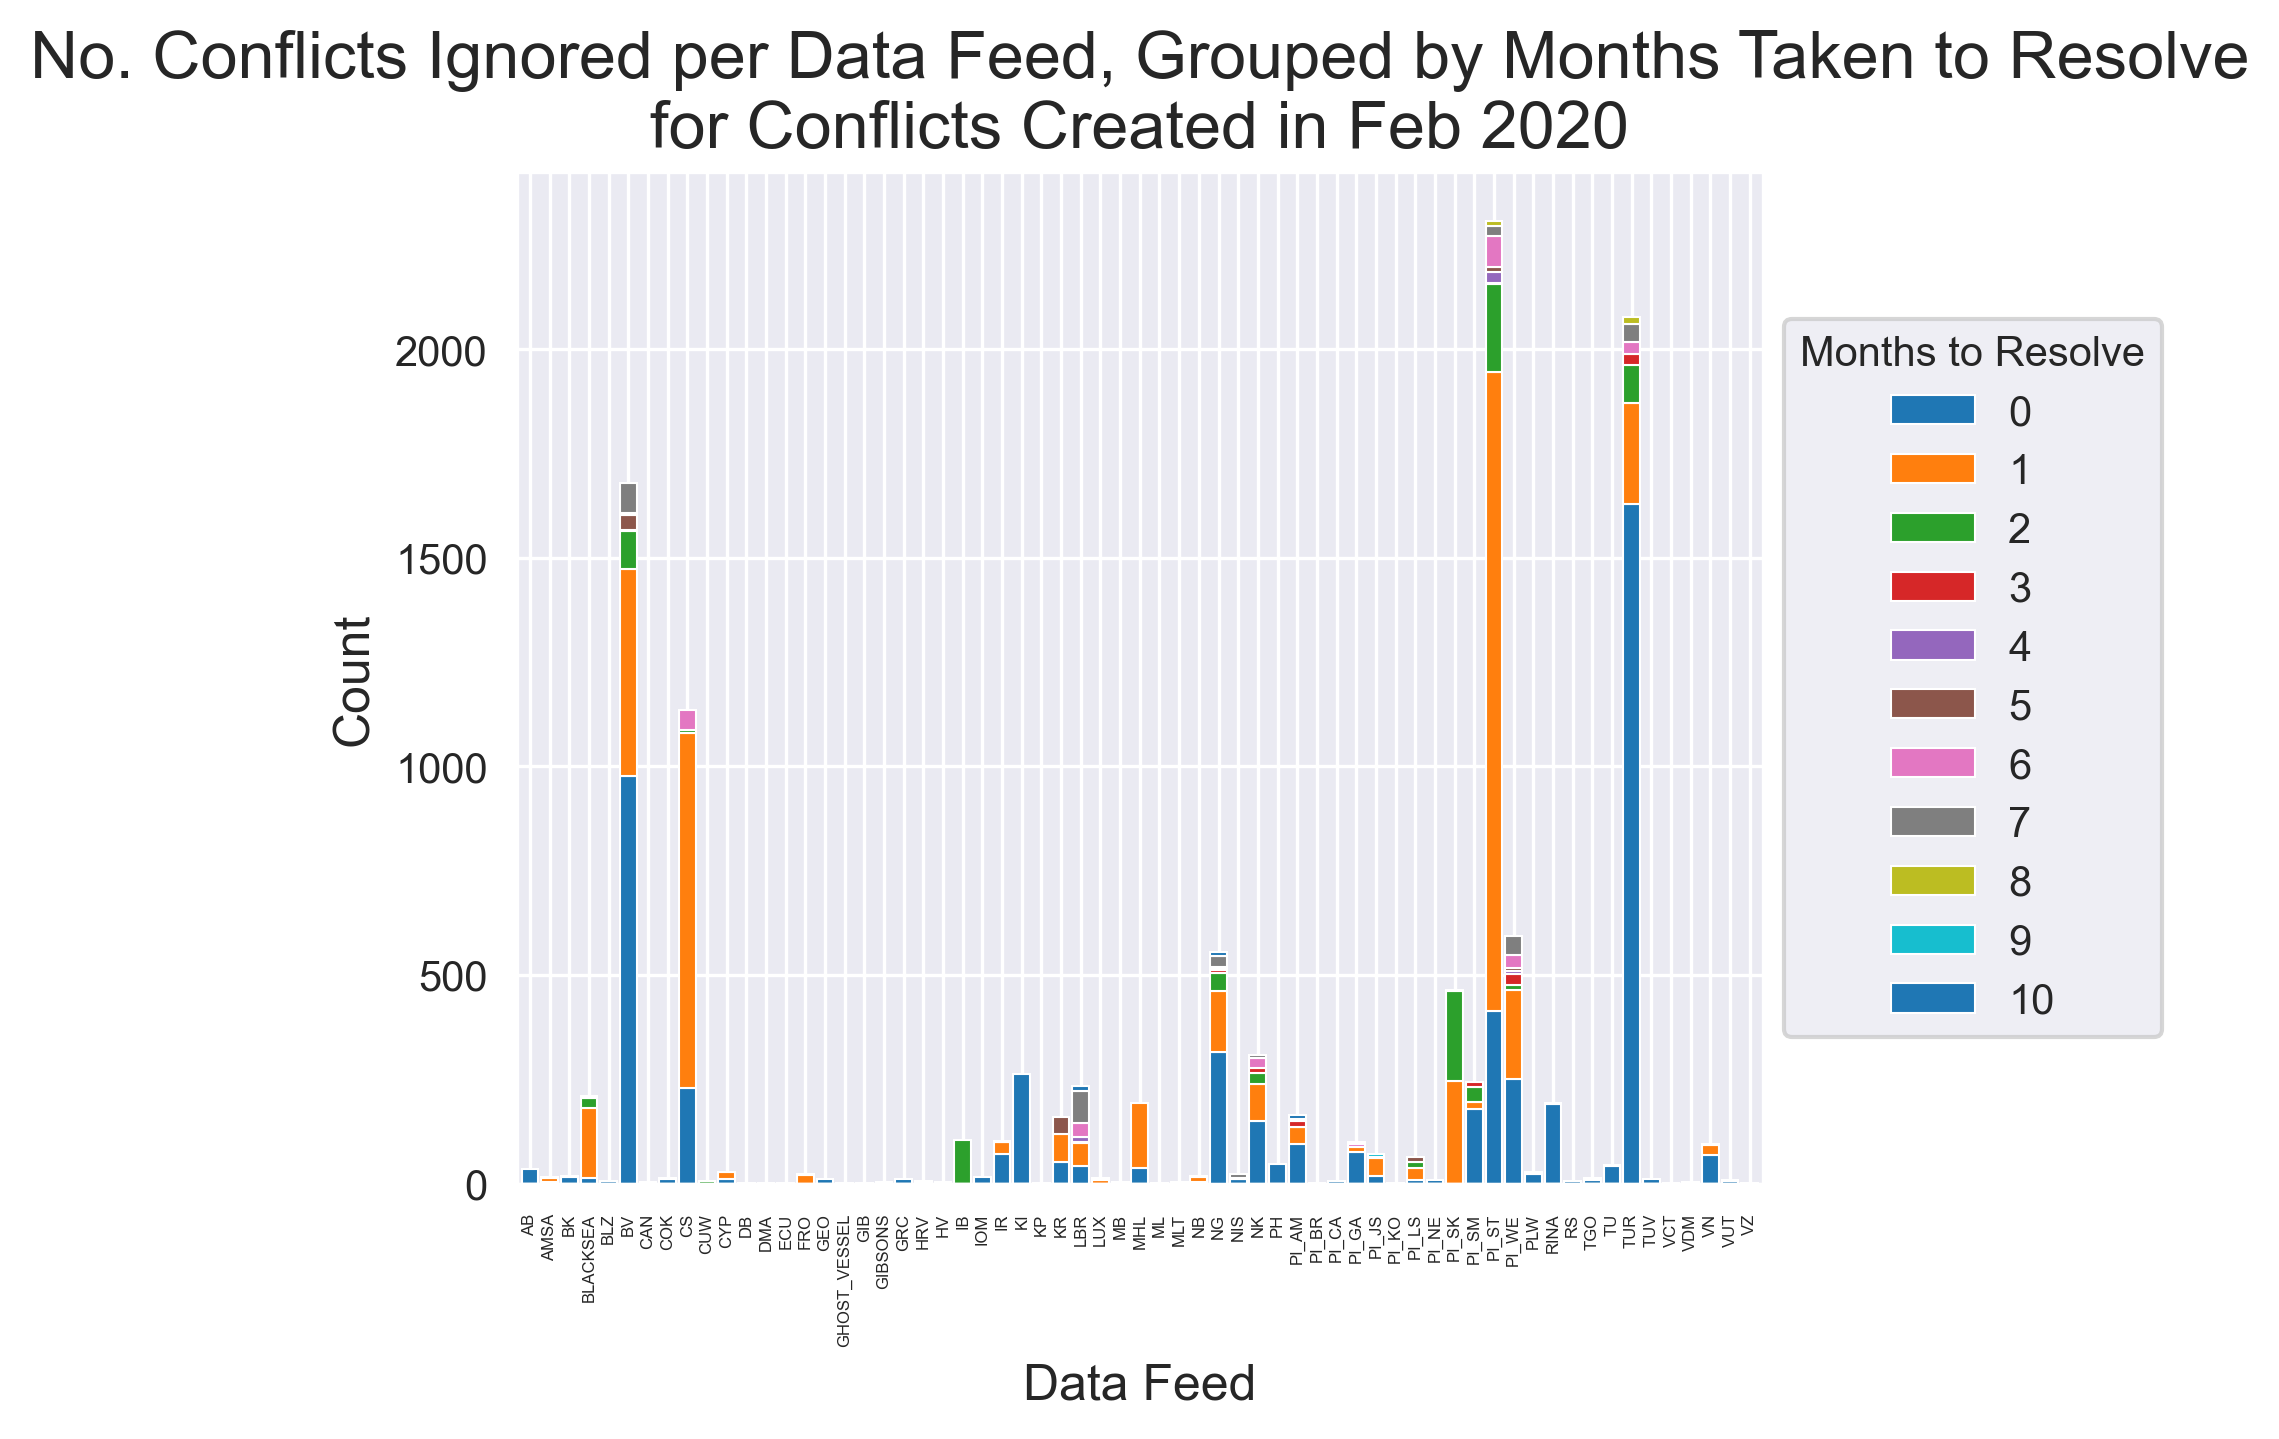 No. Conflicts Ignored per Data Feed, Grouped by Months Taken to Resolve
for Conflicts Created in Feb 2020
Count
2000
1500
1000
500
0
Months to Resolve
0
1
2
3
4
5
6
7
8
9
10
AB
AMSA
BK
BLACKSEA
BLZ
BV
CAN
COK
CS
CUW
CYP
DB
DMA
ECU
FRO
GEO
GHOST_VESSEL
GIB
GIBSONS
GRC
HRV
HV
IB
IOM
IR
KI
KP
KR
LBR
LUX
MB
MHL
ML
MLT
NB
NG
NIS
NK
PH
PI_AM
PI_BR
PI_CA
PI_GA
PI_JS
PI_KO
PI_LS
PI_NE
PI_SK
PI_SM
PI_ST
PI_WE
PLW
RINA
RS
TGO
TU
TUR
TUV
VCT
VDM
VN
VUT
VZ
Data Feed